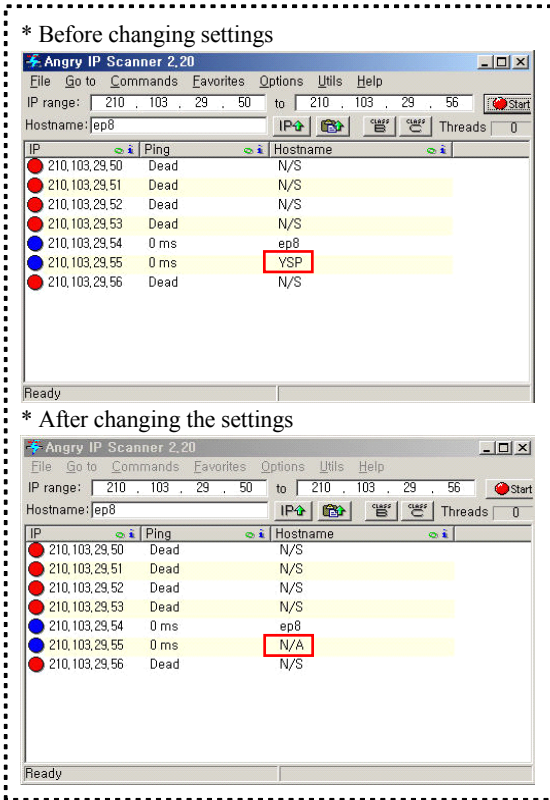 * Before changing settings
Angry IP Scanner 2,20
File Go to Commands Favorites Options Utils Help
IP range: 210 . 103 . 29 . 50 to 210 . 103 . 29 . 56 Start
Hostname: ep8 IP CLASS B CLASS C Threads 0
IP Ping Hostname
210,103,29,50 Dead N/S
210,103,29,51 Dead N/S
210,103,29,52 Dead N/S
210,103,29,53 Dead N/S
210,103,29,54 0 ms ep8
210,103,29,55 0 ms YSP
210,103,29,56 Dead N/S
Ready
* After changing the settings
Angry IP Scanner 2,20
File Go to Commands Favorites Options Utils Help
IP range: 210 . 103 . 29 . 50 to 210 . 103 . 29 . 56 Start
Hostname: ep8 IP CLASS B CLASS C Threads 0
IP Ping Hostname
210,103,29,50 Dead N/S
210,103,29,51 Dead N/S
210,103,29,52 Dead N/S
210,103,29,53 Dead N/S
210,103,29,54 0 ms ep8
210,103,29,55 0 ms N/A
210,103,29,56 Dead N/S
Ready